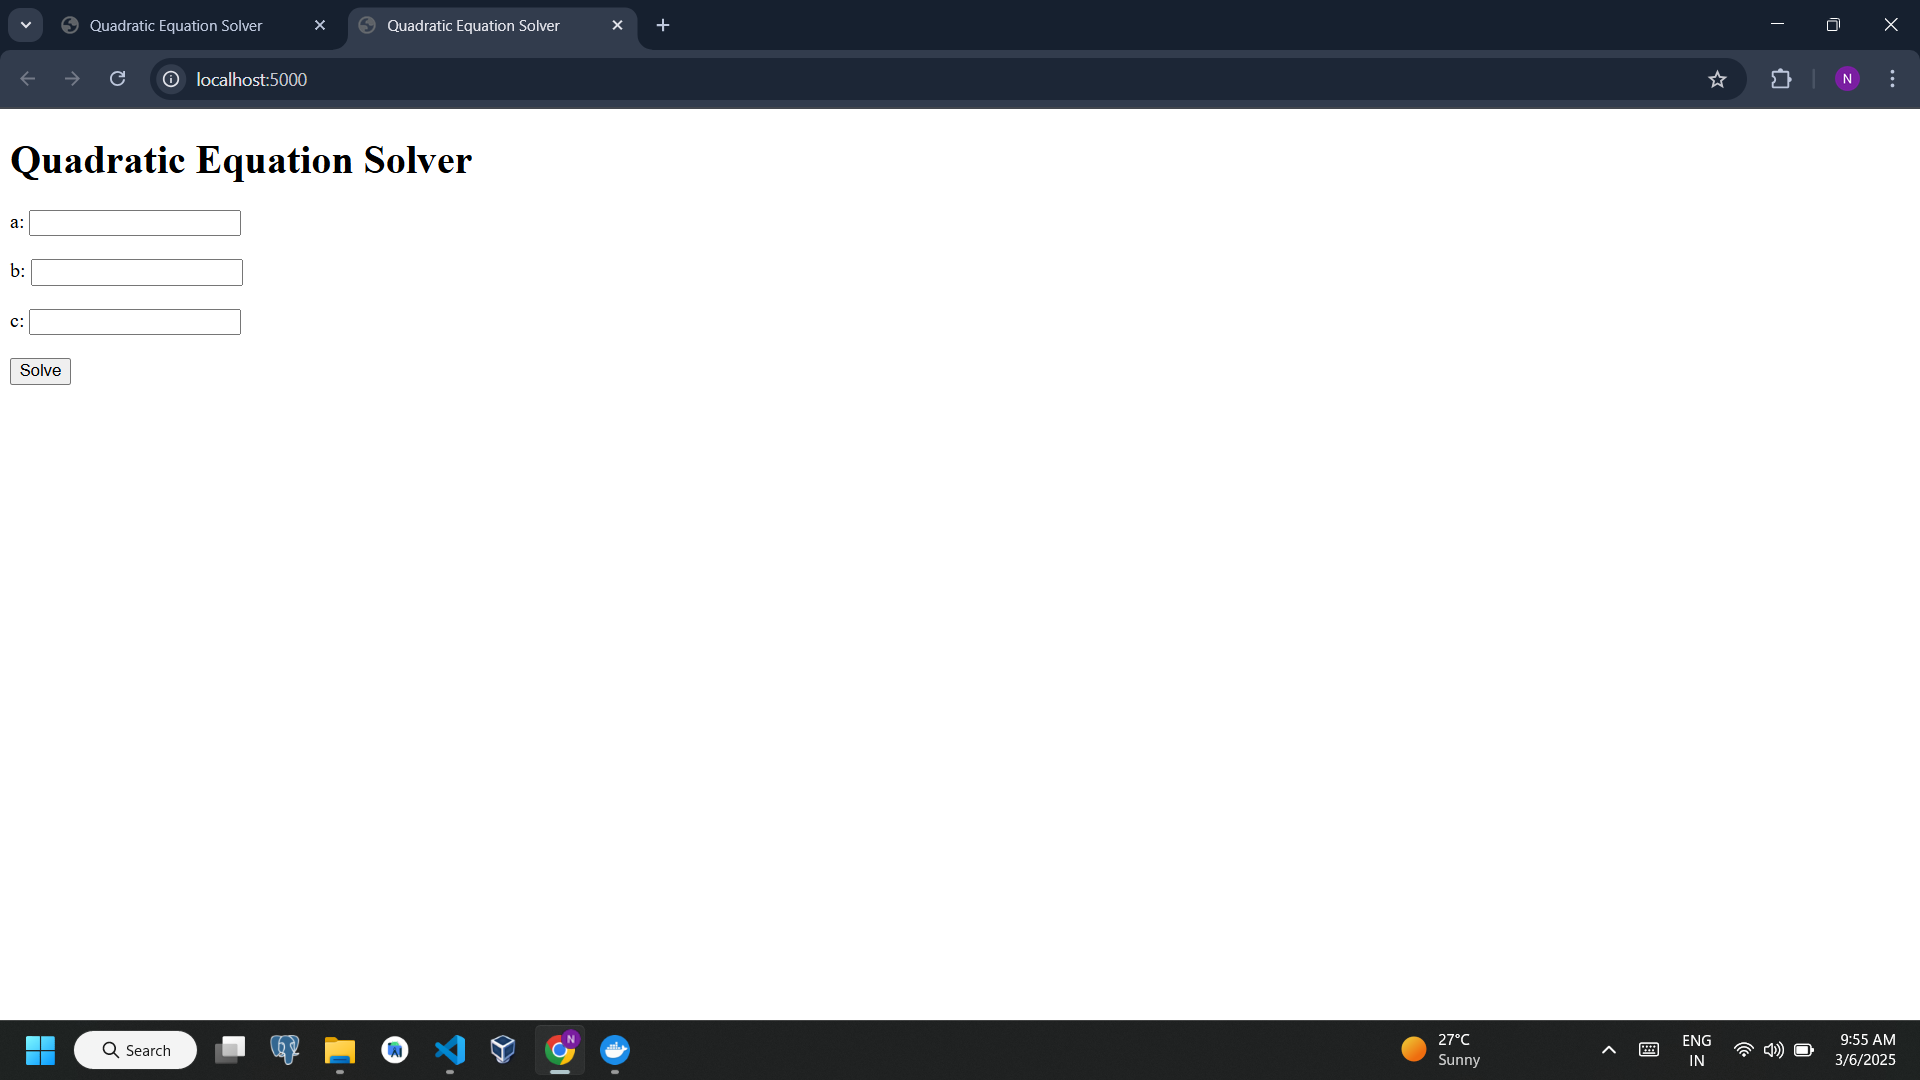 Quadratic Equation Solver
Quadratic Equation Solver
localhost:5000
N
Quadratic Equation Solver
a:
b:
c:
Solve
Search
N
27°C
Sunny
ENG
IN
9:55 AM
3/6/2025